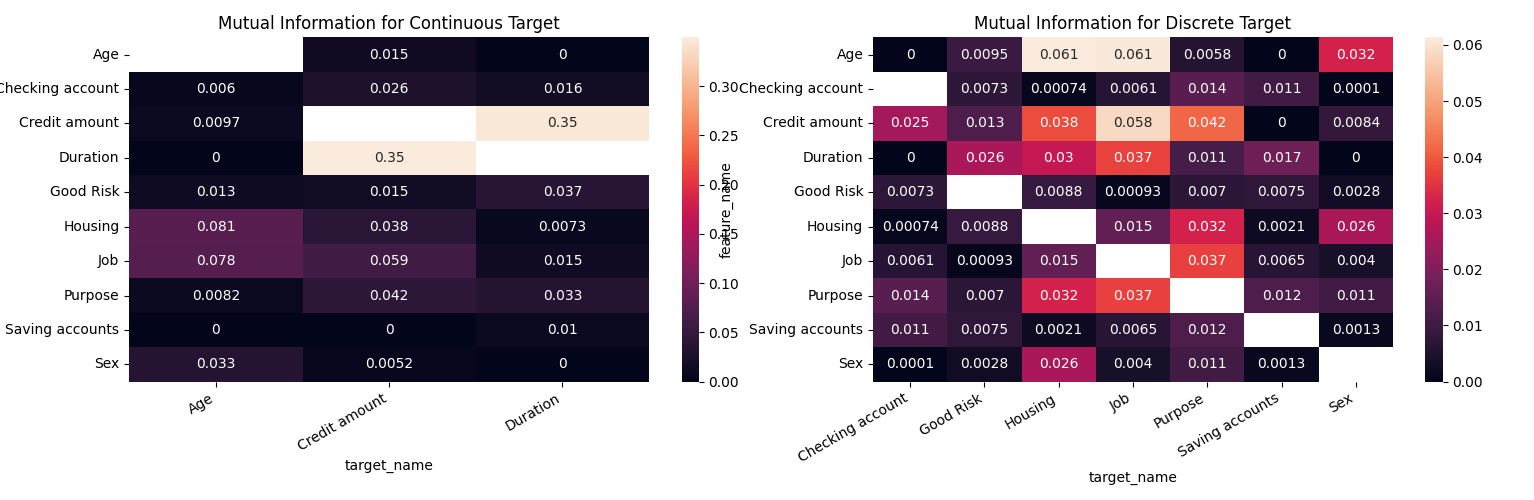 Mutual Information for Continuous Target
Age 0.015 0
Checking account 0.006 0.026 0.016
Credit amount 0.0097 0.35
Duration 0 0.35
Good Risk 0.013 0.015 0.037
Housing 0.081 0.038 0.0073
Job 0.078 0.059 0.015
Purpose 0.0082 0.042 0.033
Saving accounts 0 0 0.01
Sex 0.033 0.0052 0
Age Credit amount Duration
target_name
0.30
0.25
0.20
0.15
0.10
0.05
0.00
Mutual Information for Discrete Target
feature_name
Age 0 0.0095 0.061 0.061 0.0058 0 0.032
Checking account 0.0073 0.00074 0.0061 0.014 0.011 0.0001
Credit amount 0.025 0.013 0.038 0.058 0.042 0 0.0084
Duration 0 0.026 0.03 0.037 0.011 0.017 0
Good Risk 0.0073 0.0088 0.00093 0.007 0.0075 0.0028
Housing 0.00074 0.0088 0.015 0.032 0.0021 0.026
Job 0.0061 0.00093 0.015 0.037 0.0065 0.004
Purpose 0.014 0.007 0.032 0.037 0.012 0.011
Saving accounts 0.011 0.0075 0.0021 0.0065 0.012 0.0013
Sex 0.0001 0.0028 0.026 0.004 0.011 0.0013
Checking account Good Risk Housing Job Purpose Saving accounts Sex
target_name
0.06
0.05
0.04
0.03
0.02
0.01
0.00